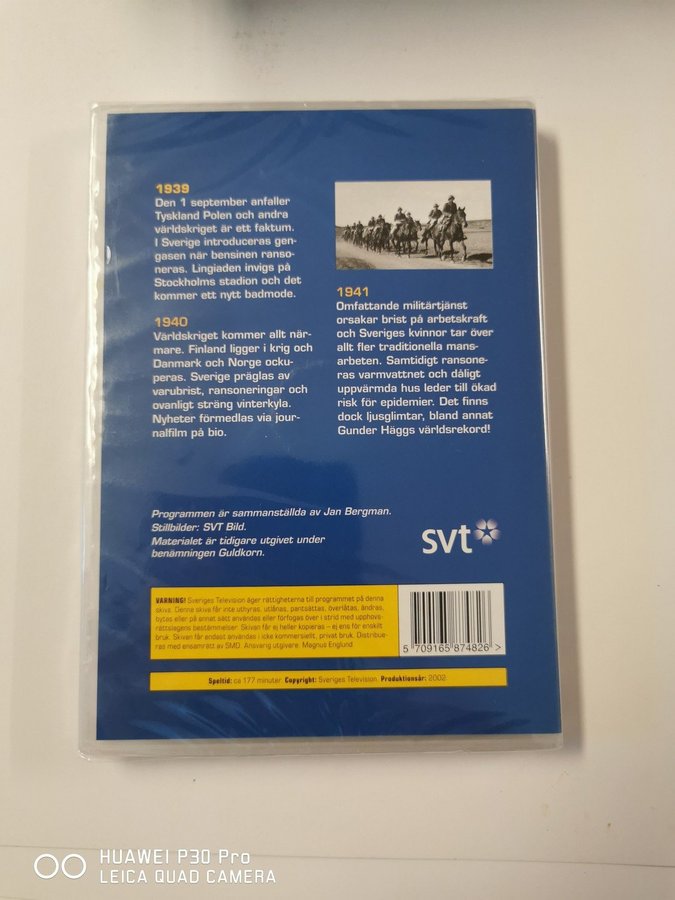 1939
Den 1 september anfaller
Tyskland Polen och andra
världskriget är ett faktum.
I Sverige introduceras gen-
gasen när bensinen ranso-
neras. Lingiaden invigs på
Stockholms stadion och det
kommer ett nytt badmode.
1940
Världskriget kommer allt när-
mare. Finland ligger i krig och
Danmark och Norge ocku-
peras. Sverige präglas av
varubrist, ransoneringar och
ovanligt sträng vinterkyla.
Nyheter förmedlas via jour-
nalfilm på bio.
1941
Omfattande militärtjänst
orsakar brist på arbetskraft
och Sveriges kvinnor tar över
allt fler traditionella mans-
arbeten. Samtidigt ransone-
ras varmvattnet och dåligt
uppvärmda hus leder till ökad
risk för epidemier. Det finns
dock ljusglimtar, bland annat
Gunder Häggs världsrekord!
Programmen är sammanställda av Jan Bergman.
Stillbilder: SVT Bild.
Materialet är tidigare utgivet under
benämningen Guldkorn.
svt
VARNING! Sveriges Television äger rättigheterna till programmet på denna
skiva. Denna skiva får inte uthyras, utlånas, pantsättas, överlåtas, ändras,
bytas eller på annat sätt användas eller förfogas över i strid med upphovs-
rättslagens bestämmelser. Skivan får ej heller kopieras – ej ens för enskilt
bruk. Skivan får endast användas i icke kommersiellt, privat bruk. Distribue-
ras med ensamrätt av SMD. Ansvarig utgivare: Magnus Englund.
5 709165 874826 >
Speltid: ca 177 minuter. Copyright: Sveriges Television. Produktionsår: 2002
HUAWEI P30 Pro
LEICA QUAD CAMERA